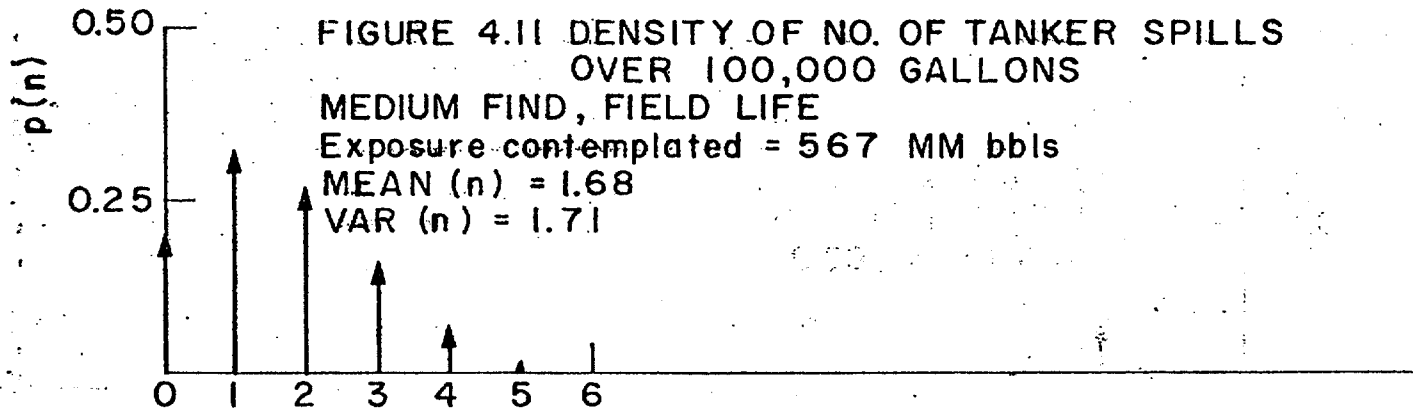 0.50
FIGURE 4.11 DENSITY OF NO. OF TANKER SPILLS
OVER 100,000 GALLONS
p(n)
MEDIUM FIND, FIELD LIFE
Exposure contemplated = 567 MM bbls
MEAN (n) = 1.68
0.25
VAR (n) = 1.71
0 1 2 3 4 5 6